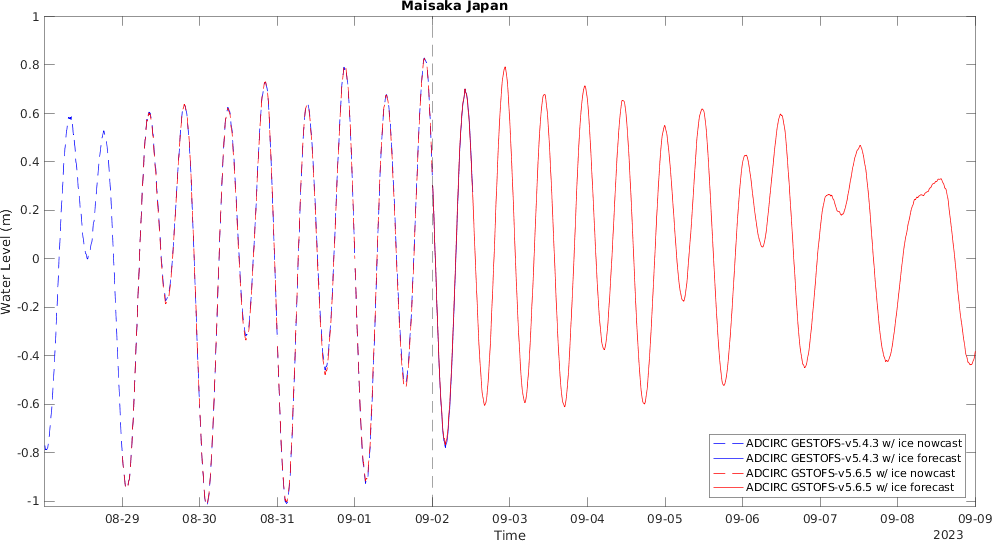 Maisaka Japan
1
0.8
0.6
0.4
0.2
0
-0.2
-0.4
-0.6
-0.8
-1
Water Level (m)
ADCIRC GESTOFS-v5.4.3 w/ ice nowcast
ADCIRC GESTOFS-v5.4.3 w/ ice forecast
ADCIRC GSTOFS-v5.6.5 w/ ice nowcast
ADCIRC GSTOFS-v5.6.5 w/ ice forecast
08-29 08-30 08-31 09-01 09-02 09-03 09-04 09-05 09-06 09-07 09-08 09-09
Time 2023